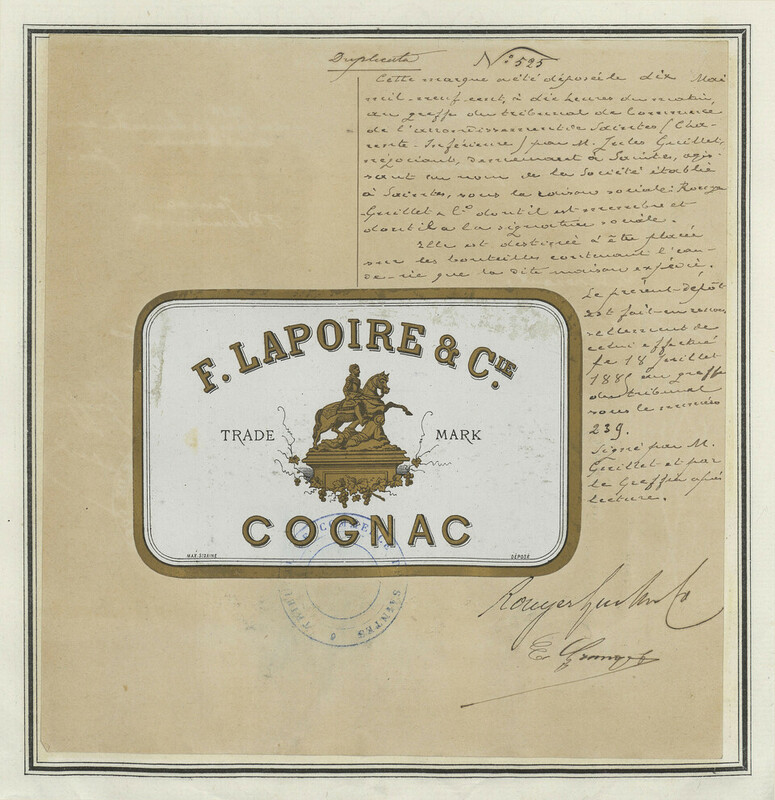 Duplicata
N° 525
Cette marque a été déposée le dix Mai
mil-neuf-cent, à dix heures du matin,
au greffe du tribunal de Commerce
de l'arrondissement de Saintes (Cha-
rente-Inférieure) par M. Jules Guillet,
négociant, demeurant à Saintes, agis-
sant au nom de la Société établie
à Saintes, sous la raison sociale: Rouyer
Guillet & Cº dont il est membre et
dont il a la signature sociale.
Elle est destinée à être placée
sur les bouteilles contenant l'eau-
de-vie que la dite maison expédie.
Le présent dépôt
est fait en renou-
vellement de
celui effectué
le 18 Juillet
1885 au greffe
du tribunal
sous le numéro
239.
Signé par M.
Guillet et par
le Greffier après
lecture.
F. LAPOIRE & CIE
TRADE MARK
COGNAC
DÉPOSÉ
SAINTES
Rouyer Guillet & Co